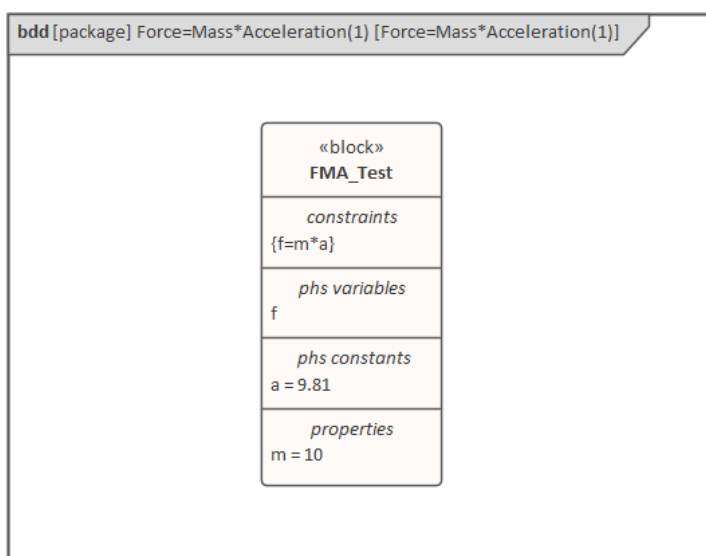 bdd [package] Force=Mass*Acceleration(1) [Force=Mass*Acceleration(1)]
«block»
FMA_Test
constraints
{f=m*a}
phs variables
f
phs constants
a = 9.81
properties
m = 10